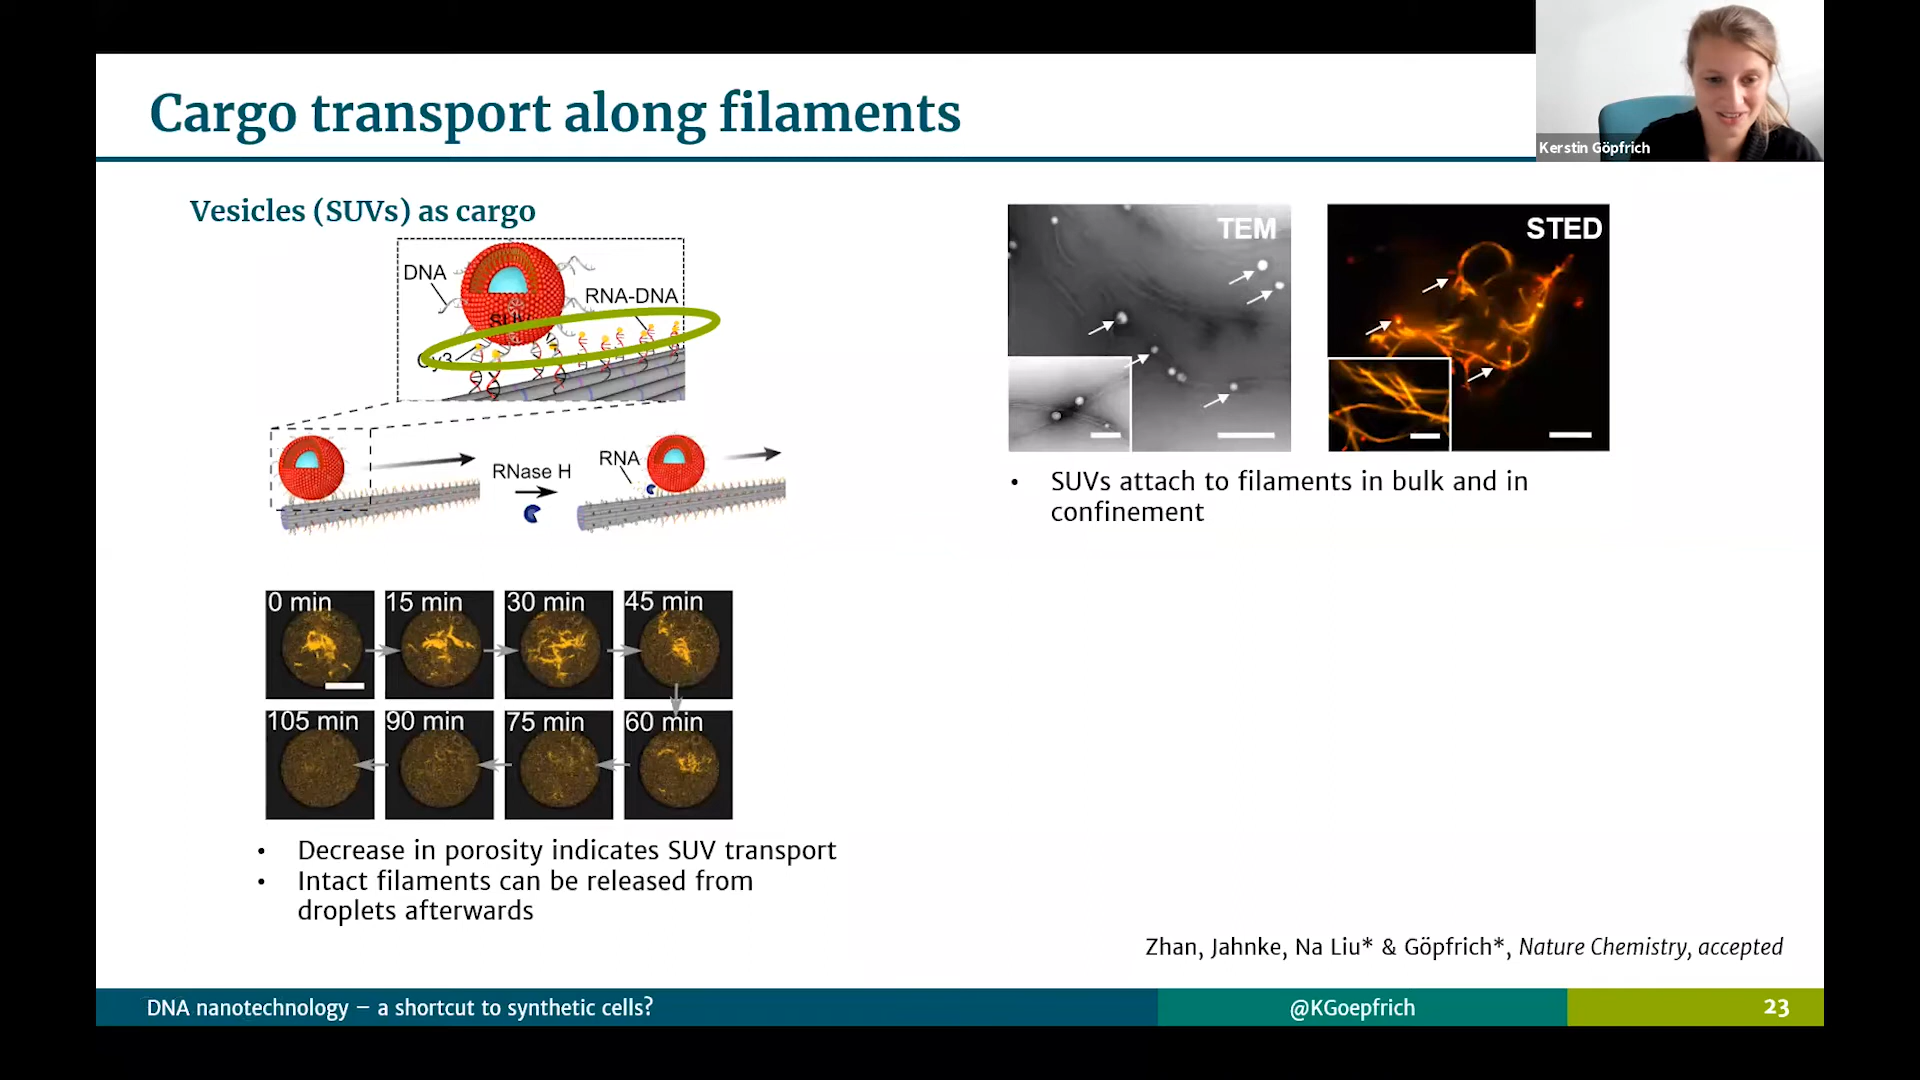 Cargo transport along filaments
Kerstin Göpfrich
Vesicles (SUVs) as cargo
DNA
RNA-DNA
Cy3
RNase H
RNA
TEM
STED
SUVs attach to filaments in bulk and in
confinement
0 min
15 min
30 min
45 min
105 min
90 min
75 min
60 min
• Decrease in porosity indicates SUV transport
• Intact filaments can be released from
droplets afterwards
Zhan, Jahnke, Na Liu* & Göpfrich*, Nature Chemistry, accepted
DNA nanotechnology – a shortcut to synthetic cells?
@KGoepfrich
23